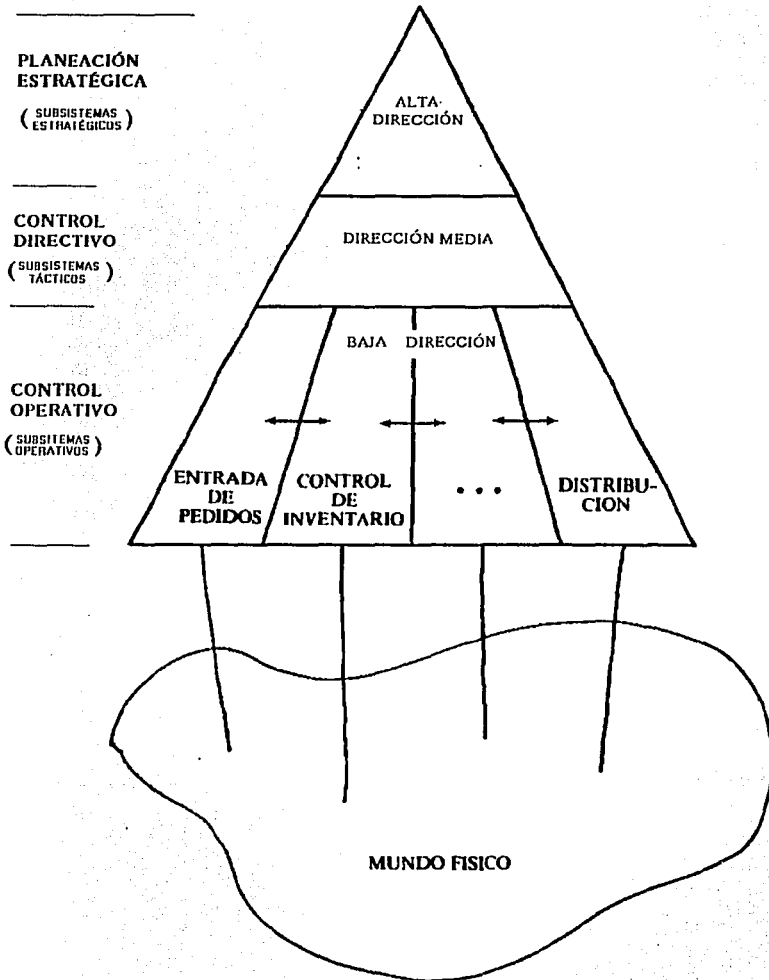 PLANEACIÓN
ESTRATÉGICA
(SUBSISTEMAS
ESTRATÉGICOS)
ALTA
DIRECCIÓN
CONTROL
DIRECTIVO
(SUBSISTEMAS
TÁCTICOS)
DIRECCIÓN MEDIA
BAJA DIRECCIÓN
CONTROL
OPERATIVO
(SUBSITEMAS
OPERATIVOS)
ENTRADA
DE
PEDIDOS
CONTROL
DE
INVENTARIO
...
DISTRIBU-
CION
MUNDO FISICO